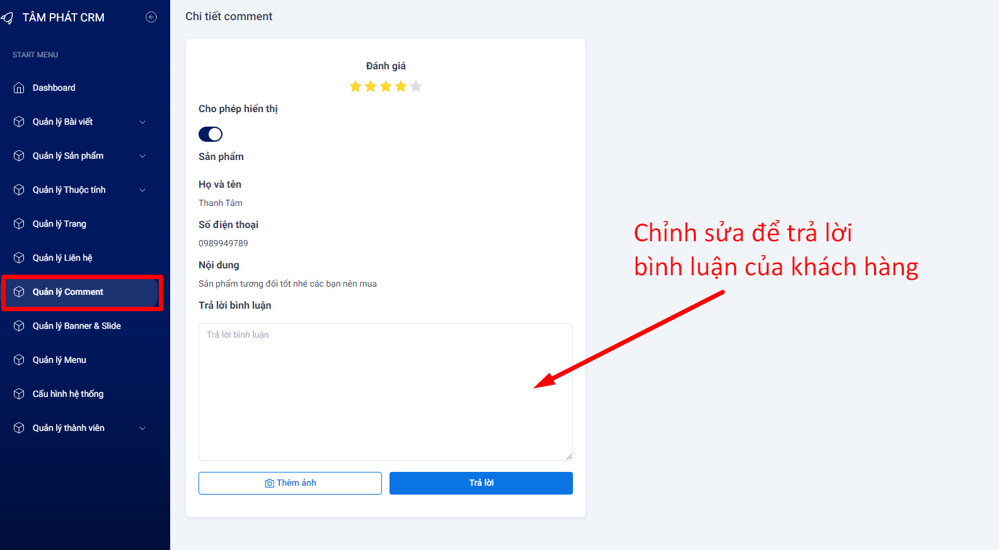 TÂM PHÁT CRM
START MENU
Dashboard
Quản lý Bài viết
Quản lý Sản phẩm
Quản lý Thuộc tính
Quản lý Trang
Quản lý Liên hệ
Quản lý Comment
Quản lý Banner & Slide
Quản lý Menu
Cấu hình hệ thống
Quản lý thành viên
Chi tiết comment
Đánh giá
Cho phép hiển thị
Sản phẩm
Họ và tên
Thanh Tâm
Số điện thoại
0989949789
Nội dung
Sản phẩm tương đối tốt nhé các bạn nên mua
Trả lời bình luận
Trả lời bình luận
Thêm ảnh
Trả lời
Chỉnh sửa để trả lời
bình luận của khách hàng